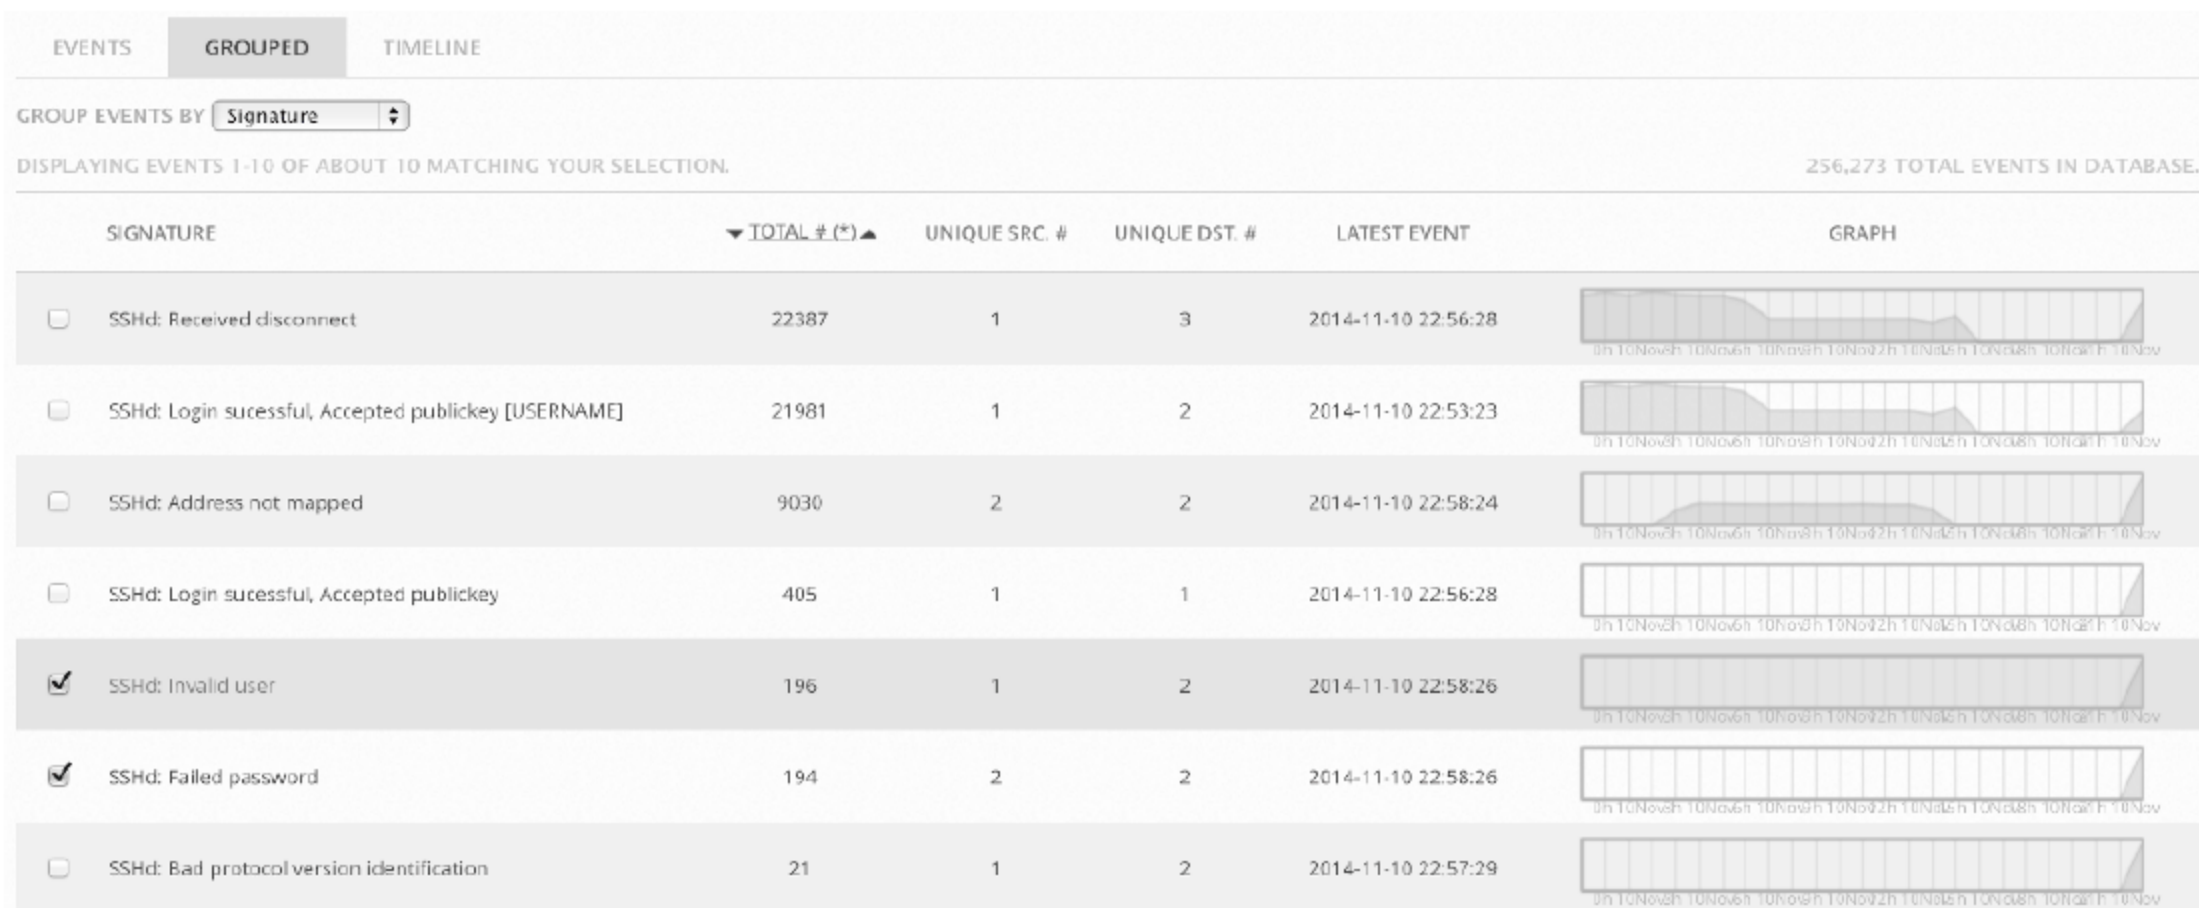 EVENTS GROUPED TIMELINE
GROUP EVENTS BY Signature
DISPLAYING EVENTS 1-10 OF ABOUT 10 MATCHING YOUR SELECTION. 256,273 TOTAL EVENTS IN DATABASE.
SIGNATURE TOTAL # (*) UNIQUE SRC. # UNIQUE DST. # LATEST EVENT GRAPH
SSHd: Received disconnect 22387 1 3 2014-11-10 22:56:28
SSHd: Login sucessful, Accepted publickey [USERNAME] 21981 1 2 2014-11-10 22:53:23
SSHd: Address not mapped 9030 2 2 2014-11-10 22:58:24
SSHd: Login sucessful, Accepted publickey 405 1 1 2014-11-10 22:56:28
SSHd: Invalid user 196 1 2 2014-11-10 22:58:26
SSHd: Failed password 194 2 2 2014-11-10 22:58:26
SSHd: Bad protocol version identification 21 1 2 2014-11-10 22:57:29